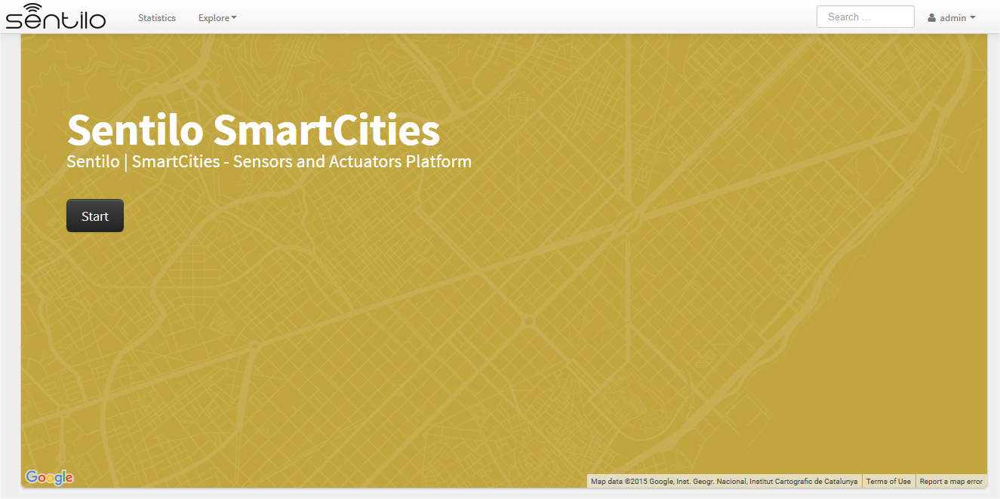 sentilo
Statistics
Explore
Search ...
admin
Sentilo SmartCities
Sentilo | SmartCities - Sensors and Actuators Platform
Start
Google
Map data ©2015 Google, Inst. Geogr. Nacional, Institut Cartografic de Catalunya
Terms of Use
Report a map error